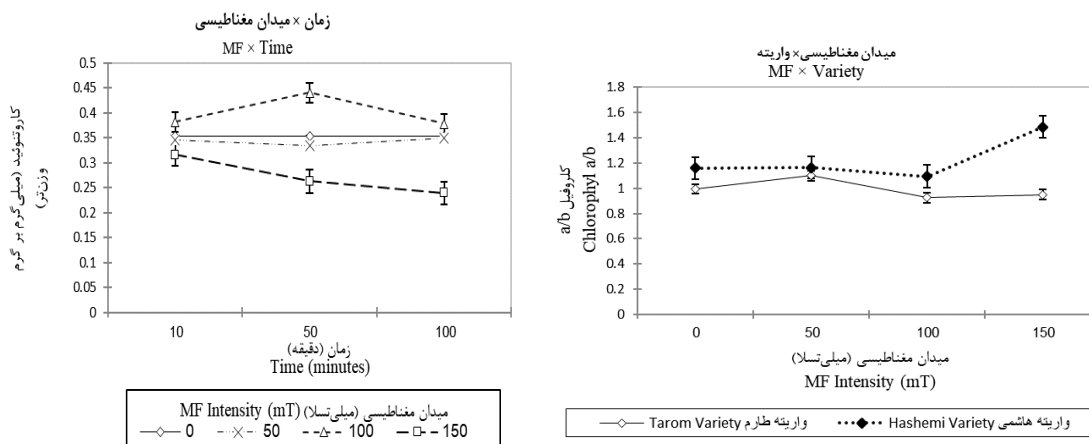 زمان × میدان مغناطیسی
MF × Time
کاروتنوئید (میلی‌گرم بر گرم
وزن‌تر)
0.5
0.45
0.4
0.35
0.3
0.25
0.2
0.15
0.1
0.05
0
10 50 100
زمان (دقیقه)
Time (minutes)
MF Intensity (mT) میدان مغناطیسی (میلی‌تسلا)
0 50 100 150
میدان مغناطیسی× واریته
MF × Variety
کلروفیل a/b
Chlorophyl a/b
1.8
1.6
1.4
1.2
1
0.8
0.6
0.4
0.2
0
0 50 100 150
میدان مغناطیسی (میلی‌تسلا)
MF Intensity (mT)
Tarom Variety واریته طارم Hashemi Variety واریته هاشمی